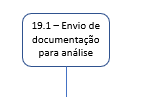 19.1 – Envio de
documentação
para análise